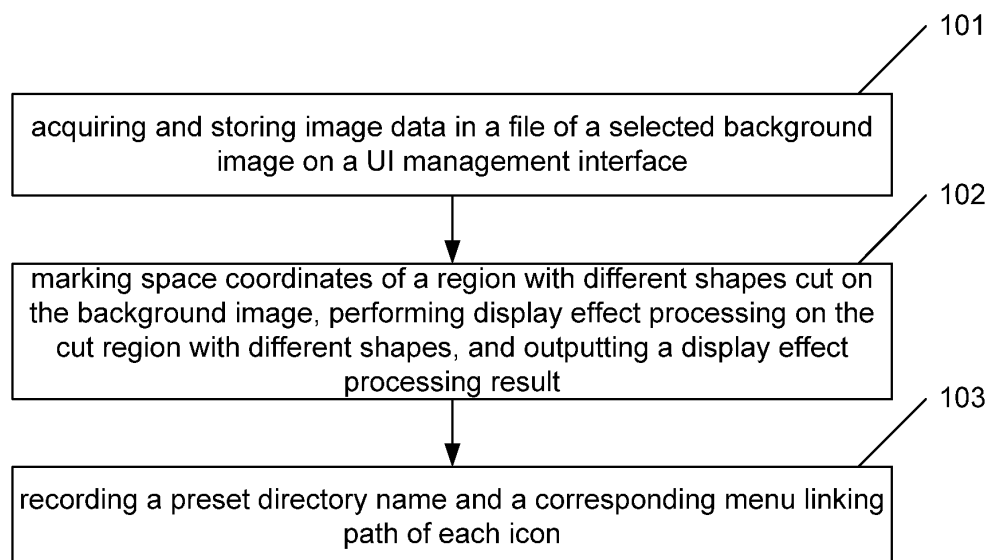 101
acquiring and storing image data in a file of a selected background
image on a UI management interface
102
marking space coordinates of a region with different shapes cut on
the background image, performing display effect processing on the
cut region with different shapes, and outputting a display effect
processing result
103
recording a preset directory name and a corresponding menu linking
path of each icon